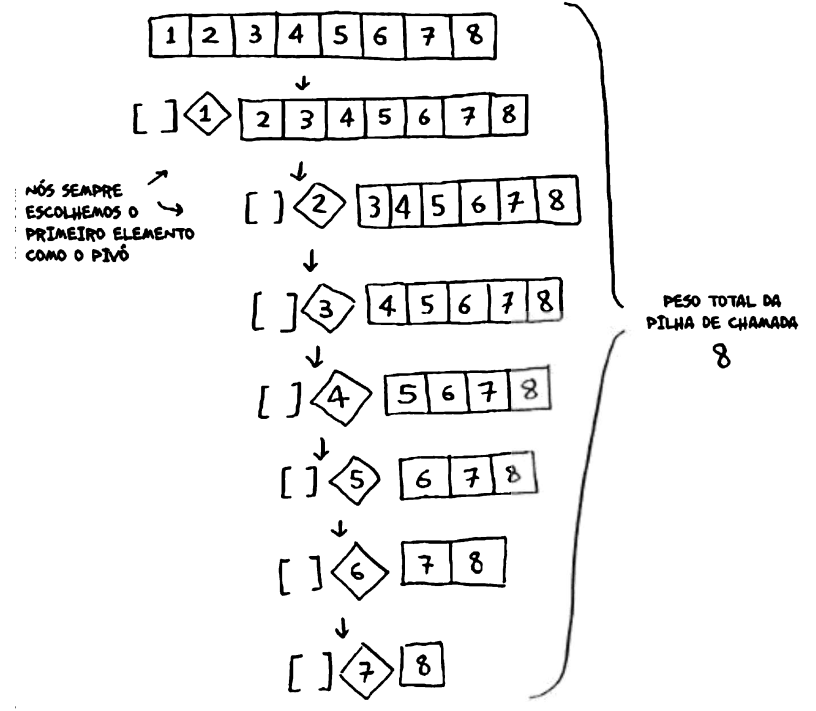 1 2 3 4 5 6 7 8
[ ] 1 2 3 4 5 6 7 8
[ ] 2 3 4 5 6 7 8
NÓS SEMPRE
ESCOLHEMOS O
PRIMEIRO ELEMENTO
COMO O PIVÔ
[ ] 3 4 5 6 7 8
[ ] 4 5 6 7 8
[ ] 5 6 7 8
[ ] 6 7 8
[ ] 7 8
PESO TOTAL DA
PILHA DE CHAMADA
8